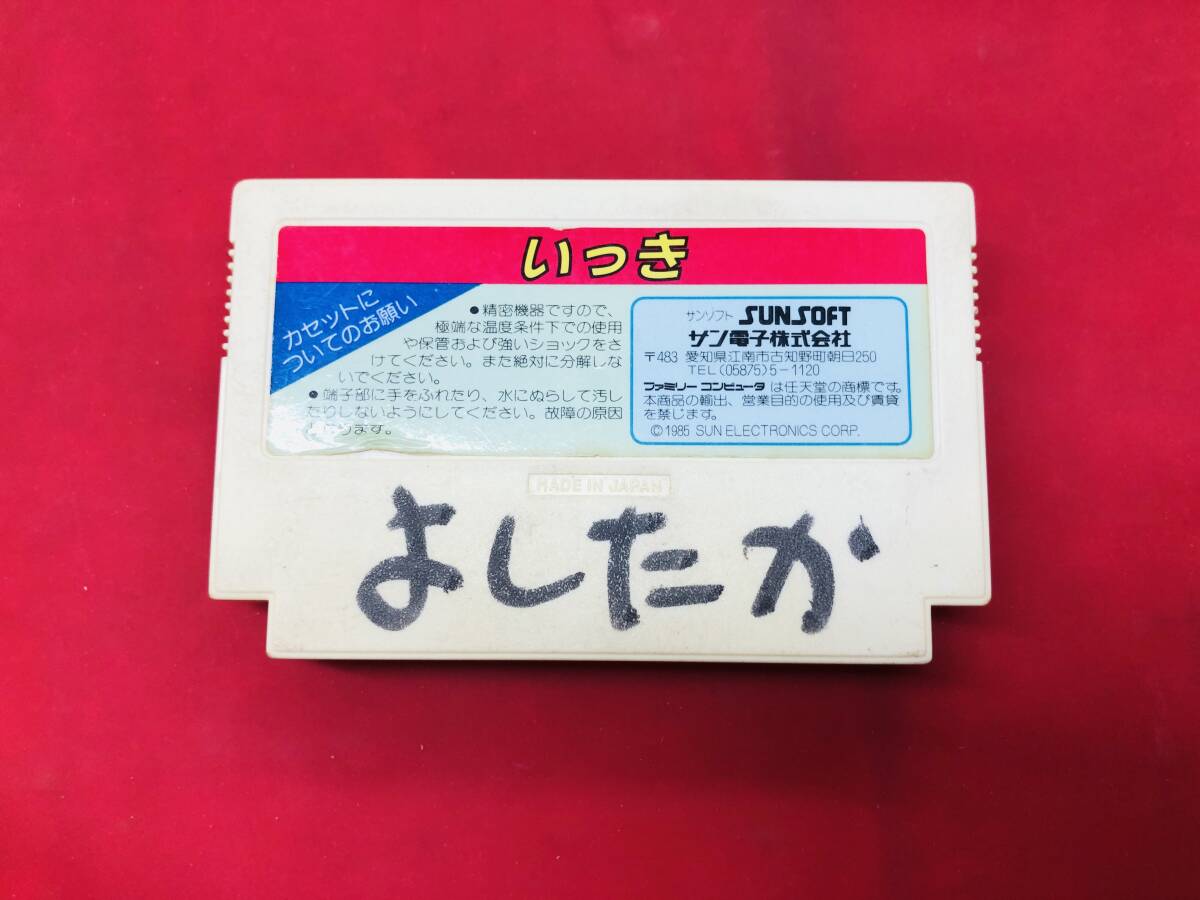 いっき
カセットに
ついてのお願い
●精密機器ですので、
極端な温度条件下での使用
や保管および強いショックをさ
けてください。また絶対に分解しな
いでください。
●端子部に手をふれたり、水にぬらして汚し
たりしないようにしてください。故障の原因
となります。
サンソフト SUNSOFT
サン電子株式会社
〒483 愛知県江南市古知野町朝日250
TEL(05875)5-1120
ファミリー コンピュータ は任天堂の商標です。
本商品の輸出、営業目的の使用及び賃貸
を禁じます。
©1985 SUN ELECTRONICS CORP.
MADE IN JAPAN
よしたか